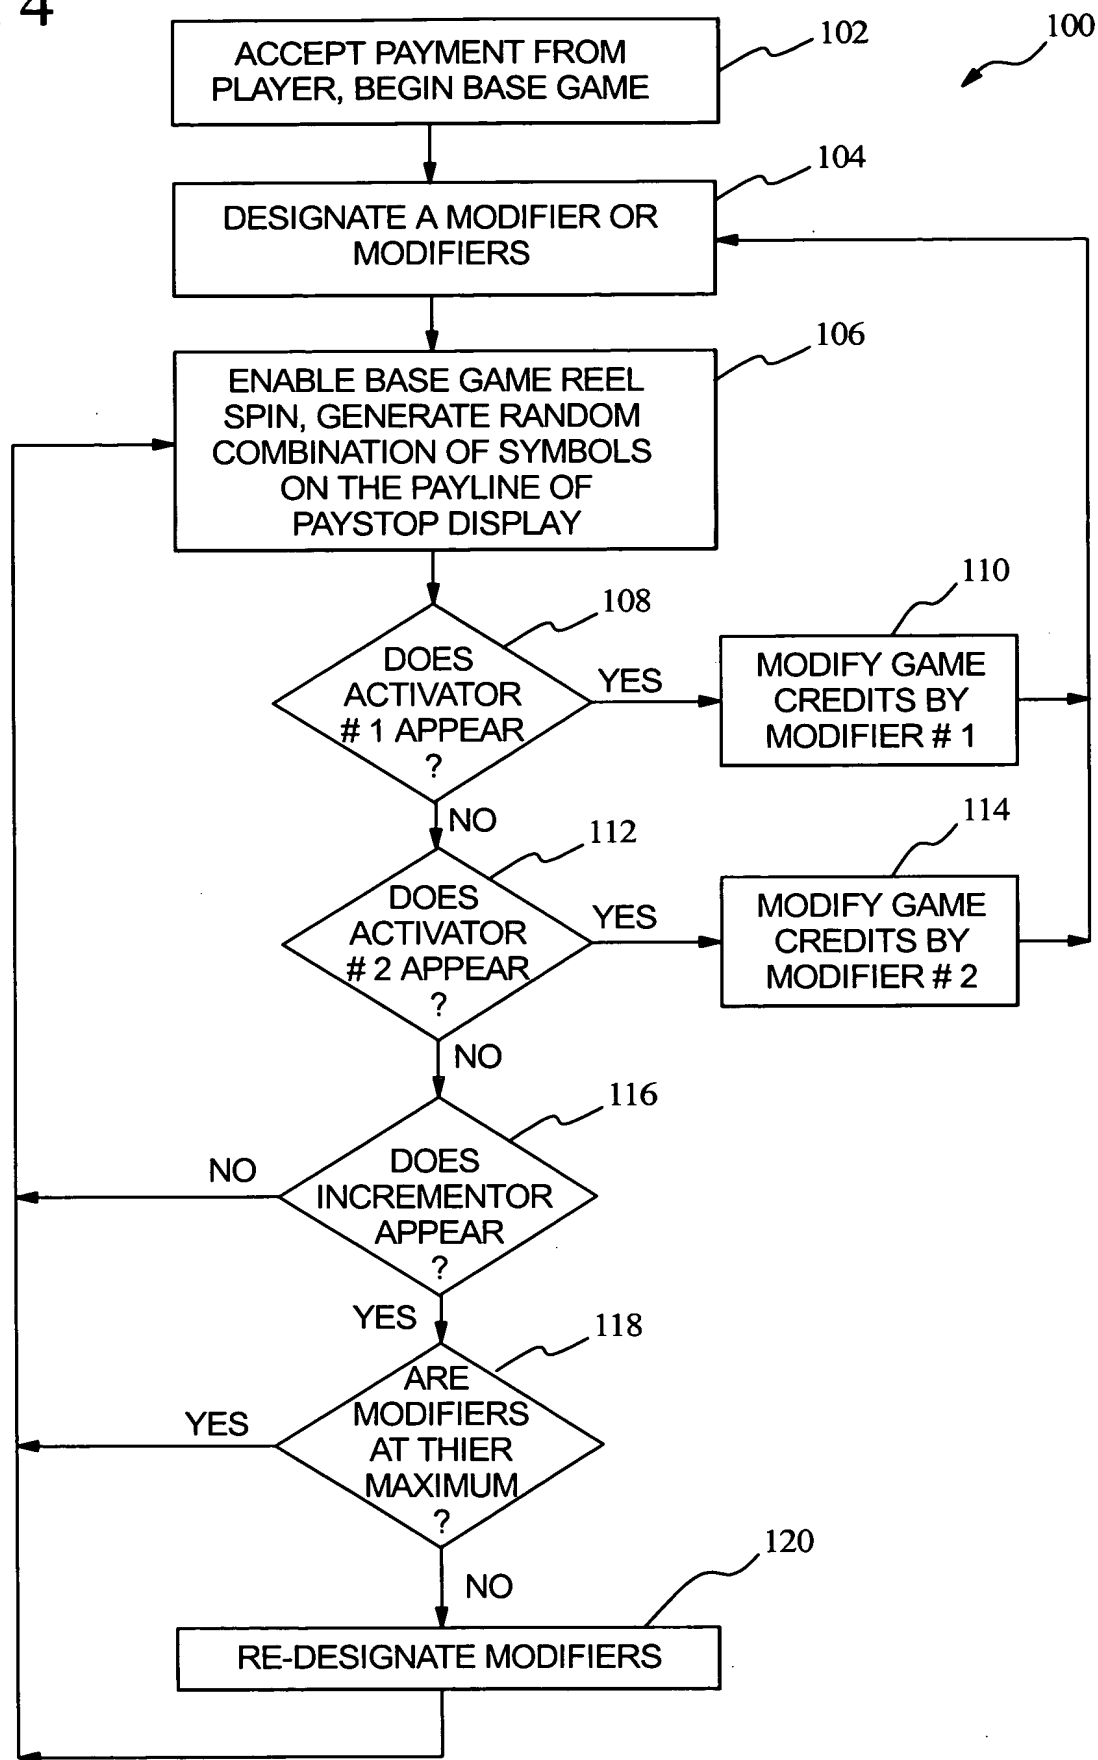 4
100
ACCEPT PAYMENT FROM
PLAYER, BEGIN BASE GAME
102
DESIGNATE A MODIFIER OR
MODIFIERS
104
ENABLE BASE GAME REEL
SPIN, GENERATE RANDOM
COMBINATION OF SYMBOLS
ON THE PAYLINE OF
PAYSTOP DISPLAY
106
DOES
ACTIVATOR
# 1 APPEAR
?
108
YES
MODIFY GAME
CREDITS BY
MODIFIER # 1
110
NO
DOES
ACTIVATOR
# 2 APPEAR
?
112
YES
MODIFY GAME
CREDITS BY
MODIFIER # 2
114
NO
DOES
INCREMENTOR
APPEAR
?
116
NO
YES
ARE
MODIFIERS
AT THIER
MAXIMUM
?
118
YES
NO
RE-DESIGNATE MODIFIERS
120